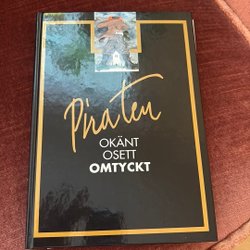 Piraten
OKÄNT
OSETT
OMTYCKT